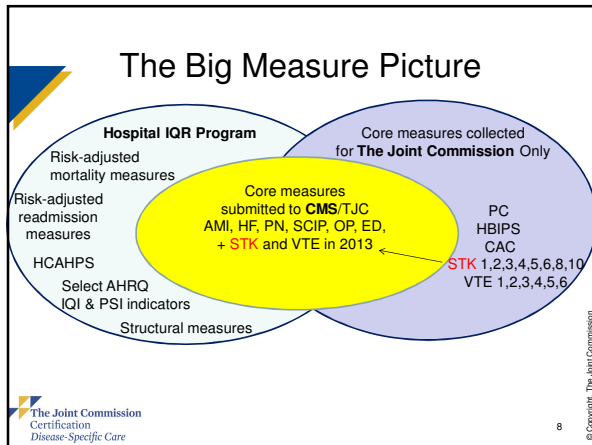 The Big Measure Picture
Hospital IQR Program
Risk-adjusted
mortality measures
Risk-adjusted
readmission
measures
HCAHPS
Select AHRQ
IQI & PSI indicators
Structural measures
Core measures
submitted to CMS/TJC
AMI, HF, PN, SCIP, OP, ED,
+ STK and VTE in 2013
Core measures collected
for The Joint Commission Only
PC
HBIPS
CAC
STK 1,2,3,4,5,6,8,10
VTE 1,2,3,4,5,6
The Joint Commission
Certification
Disease-Specific Care
8
© Copyright, The Joint Commission